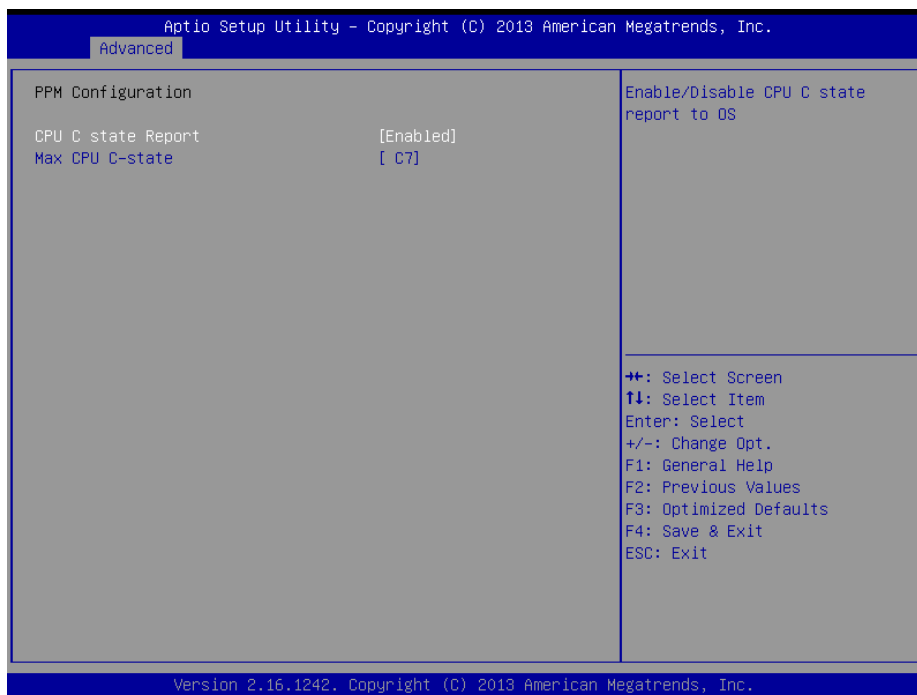 Aptio Setup Utility – Copyright (C) 2013 American Megatrends, Inc.
Advanced
PPM Configuration
CPU C state Report [Enabled]
Max CPU C-state [ C7]
Enable/Disable CPU C state
report to OS
→←: Select Screen
↑↓: Select Item
Enter: Select
+/-: Change Opt.
F1: General Help
F2: Previous Values
F3: Optimized Defaults
F4: Save & Exit
ESC: Exit
Version 2.16.1242. Copyright (C) 2013 American Megatrends, Inc.